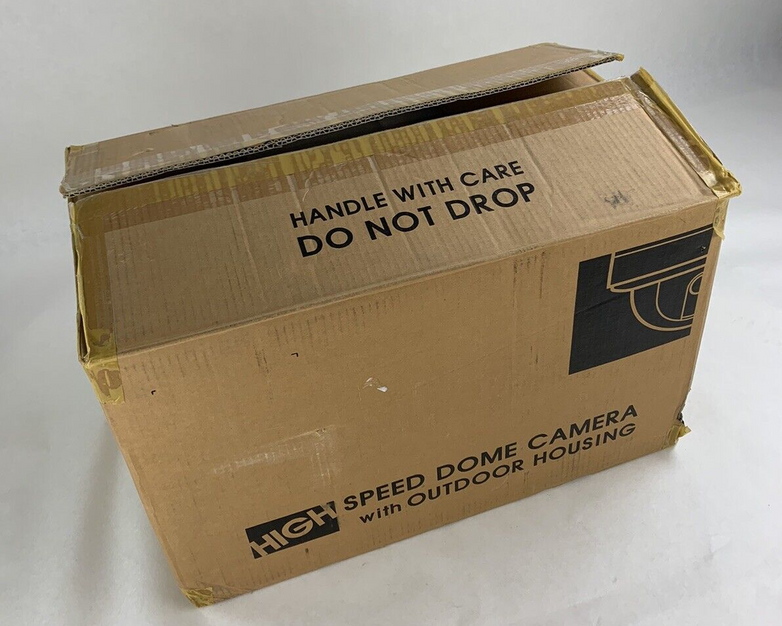 HANDLE WITH CARE
DO NOT DROP
HIGH SPEED DOME CAMERA
with OUTDOOR HOUSING